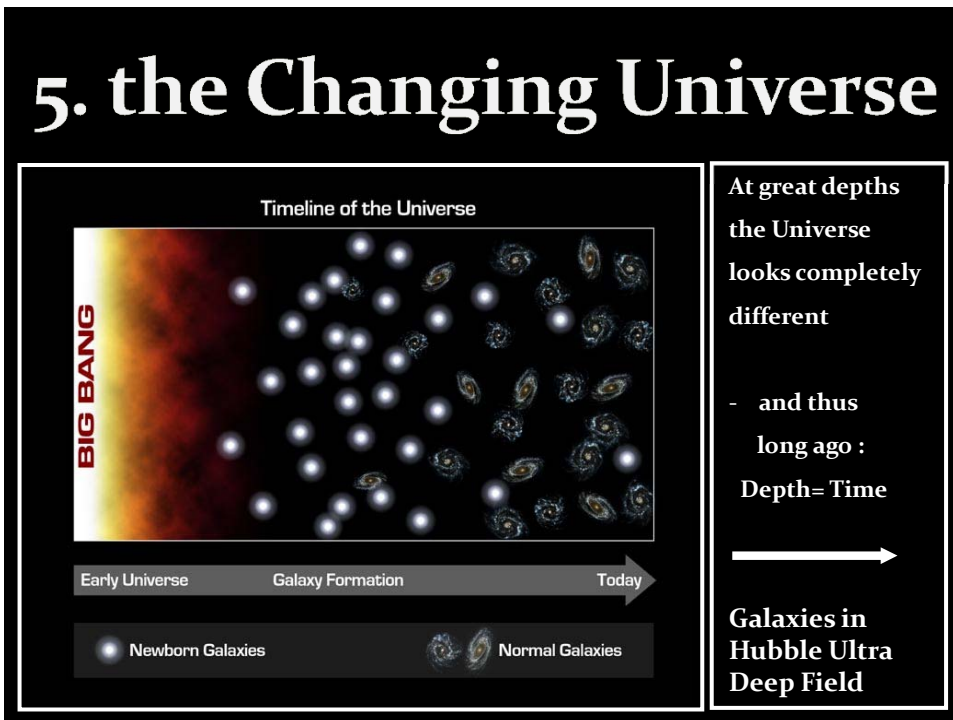 5. the Changing Universe
Timeline of the Universe
BIG BANG
Early Universe
Galaxy Formation
Today
Newborn Galaxies
Normal Galaxies
At great depths
the Universe
looks completely
different
- and thus
long ago :
Depth= Time
Galaxies in
Hubble Ultra
Deep Field